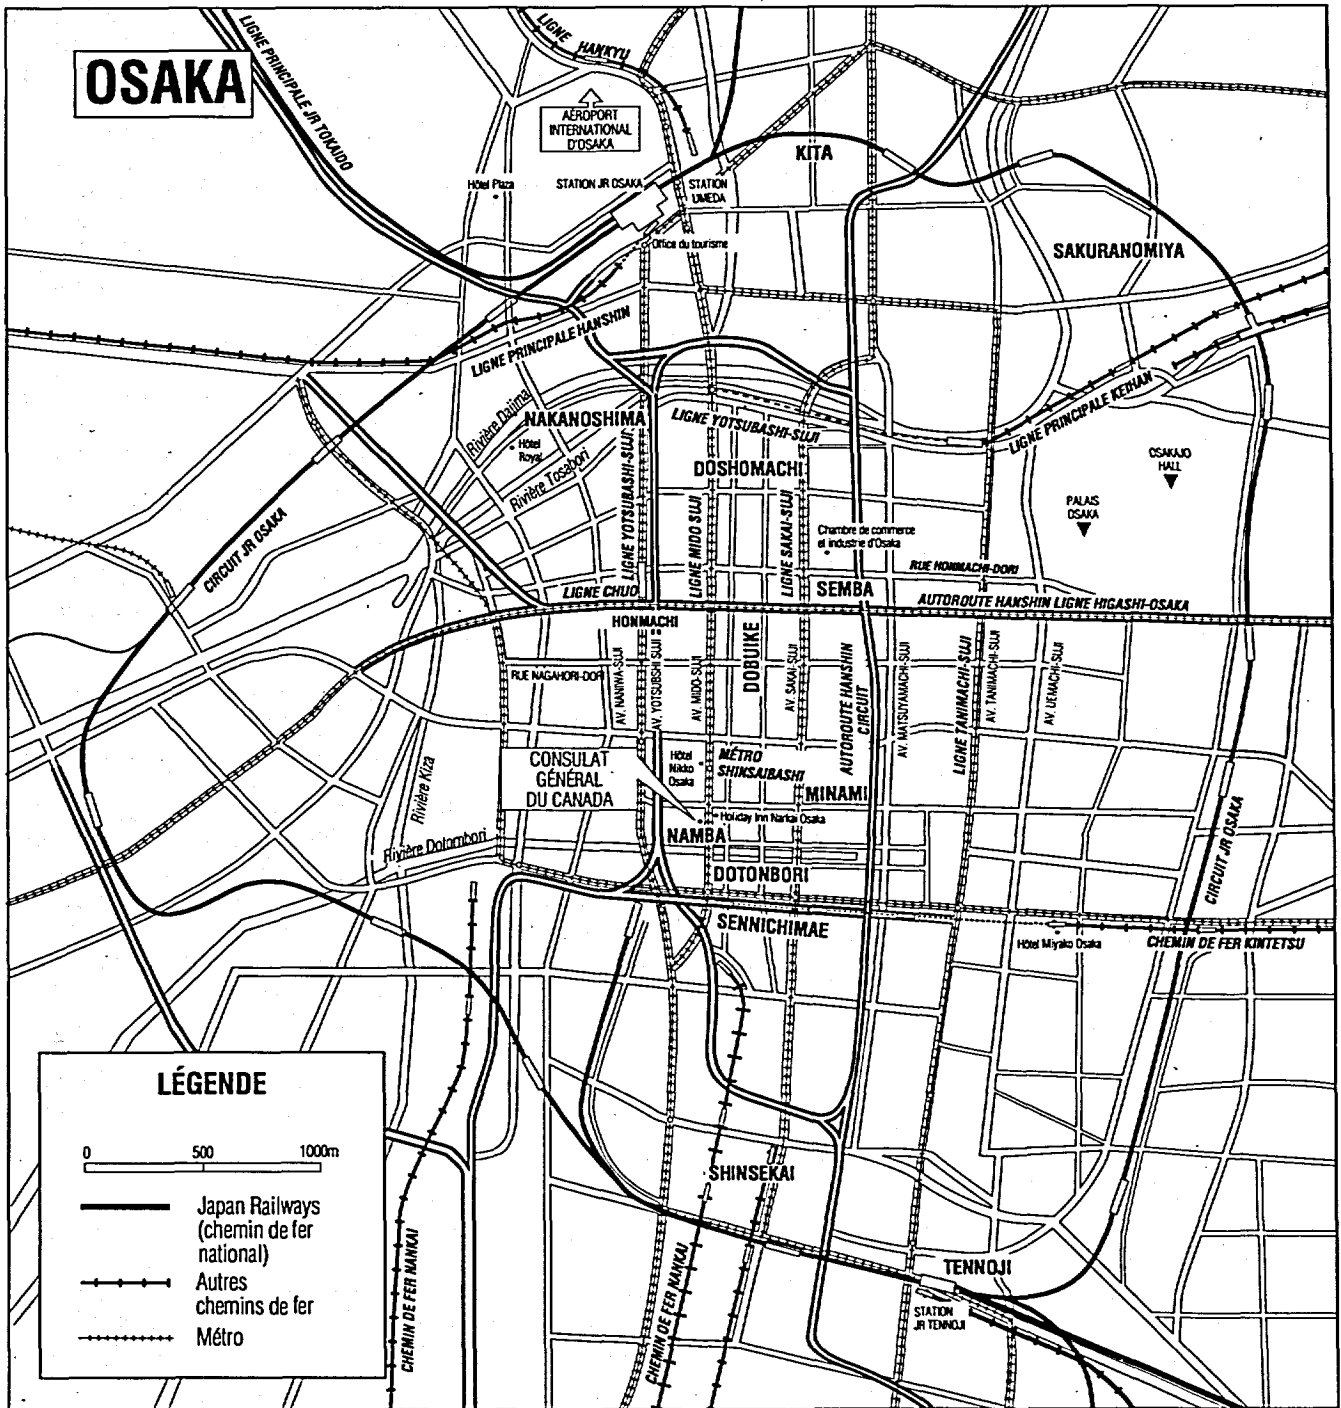 OSAKA
LIGNE PRINCIPALE JR TOKAIDO
LIGNE HANKYU
AÉROPORT
INTERNATIONAL
D'OSAKA
KITA
Hôtel Plaza
STATION JR OSAKA
STATION
UMEDA
Office du tourisme
SAKURANOMIYA
LIGNE PRINCIPALE HANSHIN
LIGNE PRINCIPALE KEIHAN
Rivière Dajima
NAKANOSHIMA
LIGNE YOTSUBASHI-SUJI
Hôtel
Royal
Rivière Tosabori
DOSHOMACHI
OSAKAJO
HALL
PALAIS
OSAKA
CIRCUIT JR OSAKA
LIGNE YOTSUBASHI-SUJI
LIGNE MIDO SUJI
LIGNE SAKAI-SUJI
Chambre de commerce
et industrie d'Osaka
RUE HONMACHI-DORI
LIGNE CHUO
SEMBA
AUTOROUTE HANSHIN LIGNE HIGASHI-OSAKA
HONMACHI
RUE NAGAHORI-DORI
AV. NANIWA-SUJI
AV. YOTSUBSHI SUJI
AV. MIDO-SUJI
DOBUIKE
AV. SAKAI-SUJI
AUTOROUTE HANSHIN
CIRCUIT
AV. MATSUYAMACHI-SUJI
LIGNE TANIMACHI-SUJI
AV. TANIMACHI-SUJI
AV. UEMACHI-SUJI
CONSULAT
GÉNÉRAL
DU CANADA
Hôtel
Nikko
Osaka
MÉTRO
SHINSAIBASHI
MINAMI
Rivière Kiza
Holiday Inn Nankai Osaka
NAMBA
Rivière Dotombori
DOTONBORI
CIRCUIT JR OSAKA
SENNICHIMAE
Hôtel Miyako Osaka
CHEMIN DE FER KINTETSU
LÉGENDE
0 500 1000m
Japan Railways
(chemin de fer
national)
Autres
chemins de fer
Métro
CHEMIN DE FER NANKAI
SHINSEKAI
CHEMIN DE FER NANKAI
TENNOJI
STATION
JR TENNOJI